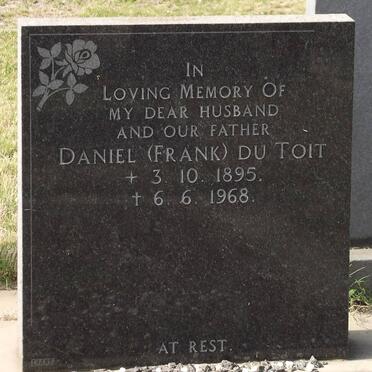 IN
LOVING MEMORY OF
MY DEAR HUSBAND
AND OUR FATHER
DANIEL (FRANK) DU TOIT
+ 3. 10. 1895.
† 6. 6. 1968.
AT REST.